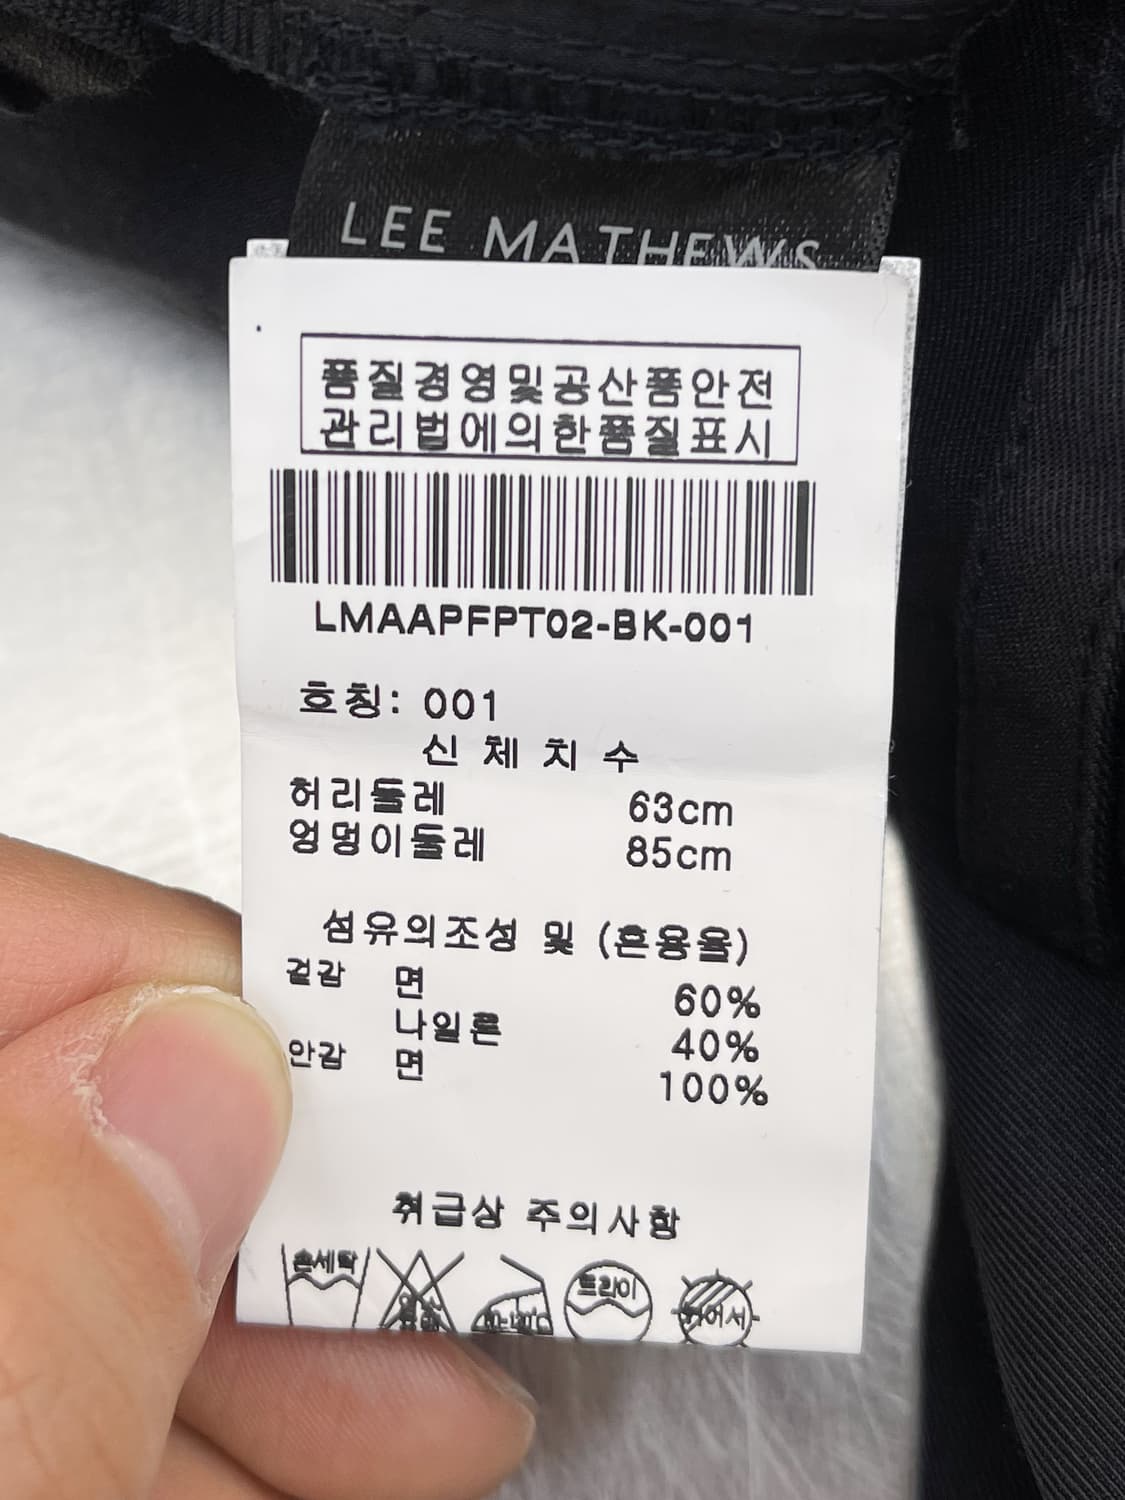 LEE MATHEWS
품질경영및공산품안전
관리법에의한품질표시
LMAAPFPT02-BK-001
호칭: 001
신 체 치 수
허리둘레 63cm
엉덩이둘레 85cm
섬유의조성 및 (혼용율)
겉감 면 60%
나일론 40%
안감 면 100%
취급상 주의사항
손세탁
드라이
뉘어서